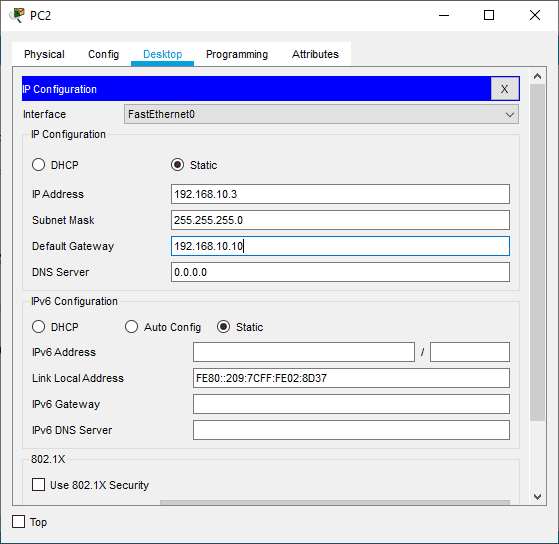 PC2
Physical Config Desktop Programming Attributes
IP Configuration X
Interface FastEthernet0
IP Configuration
DHCP Static
IP Address 192.168.10.3
Subnet Mask 255.255.255.0
Default Gateway 192.168.10.10
DNS Server 0.0.0.0
IPv6 Configuration
DHCP Auto Config Static
IPv6 Address /
Link Local Address FE80::209:7CFF:FE02:8D37
IPv6 Gateway
IPv6 DNS Server
802.1X
Use 802.1X Security
Top